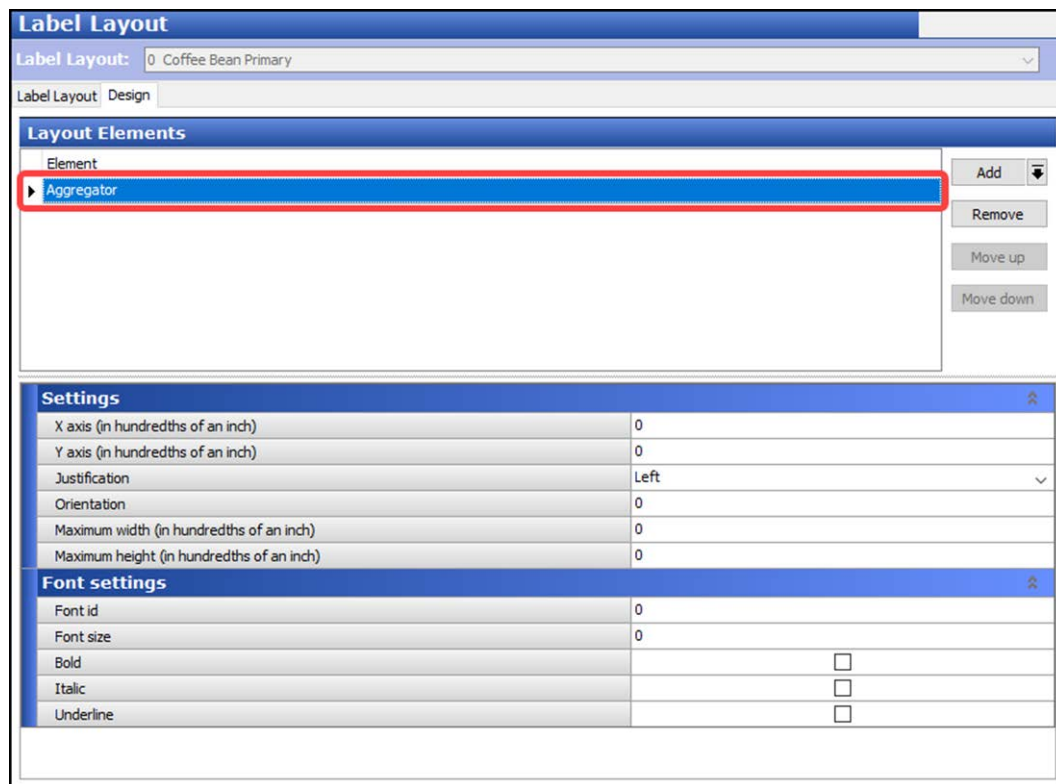 Label Layout
Label Layout: 0 Coffee Bean Primary
Label Layout Design
Layout Elements
Element
Aggregator
Add
Remove
Move up
Move down
Settings
X axis (in hundredths of an inch) 0
Y axis (in hundredths of an inch) 0
Justification Left
Orientation 0
Maximum width (in hundredths of an inch) 0
Maximum height (in hundredths of an inch) 0
Font settings
Font id 0
Font size 0
Bold
Italic
Underline